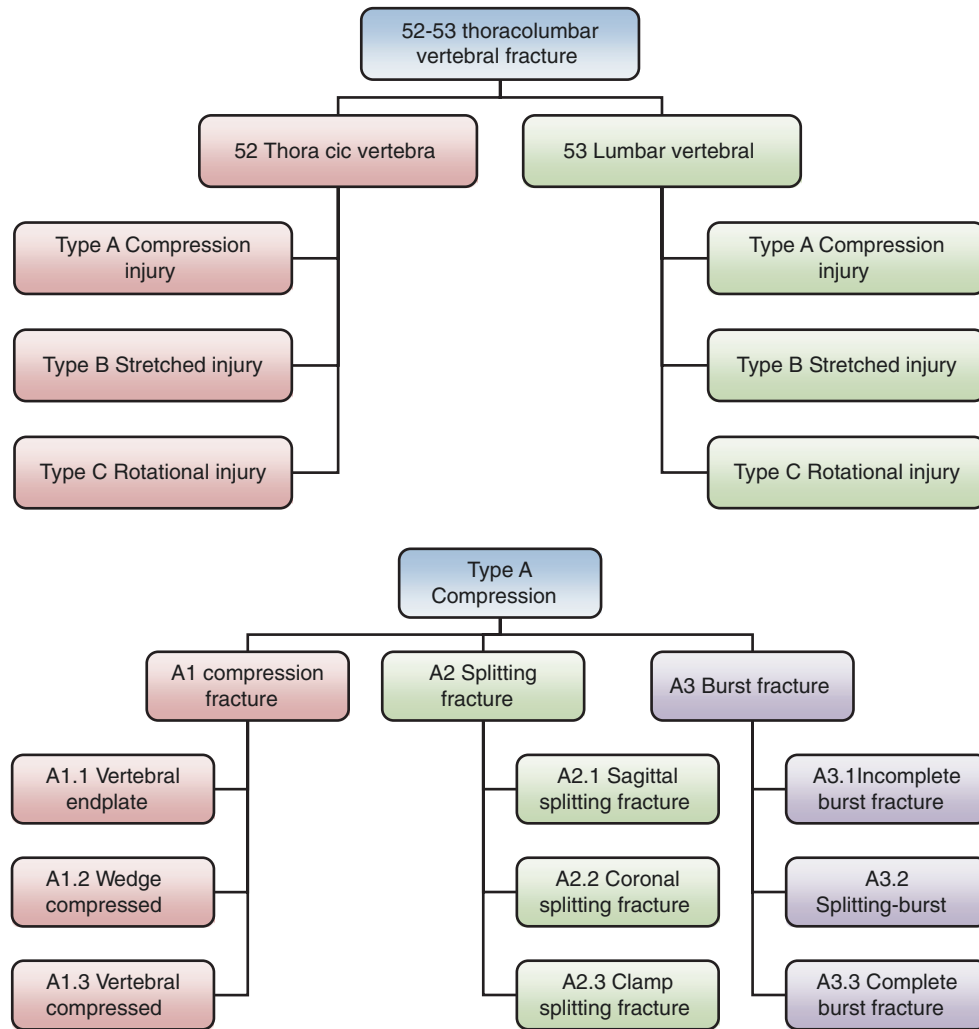 52-53 thoracolumbar
vertebral fracture
52 Thora cic vertebra
53 Lumbar vertebral
Type A Compression
injury
Type A Compression
injury
Type B Stretched injury
Type B Stretched injury
Type C Rotational injury
Type C Rotational injury
Type A
Compression
A1 compression
fracture
A2 Splitting
fracture
A3 Burst fracture
A1.1 Vertebral
endplate
A2.1 Sagittal
splitting fracture
A3.1Incomplete
burst fracture
A1.2 Wedge
compressed
A2.2 Coronal
splitting fracture
A3.2
Splitting-burst
A1.3 Vertebral
compressed
A2.3 Clamp
splitting fracture
A3.3 Complete
burst fracture